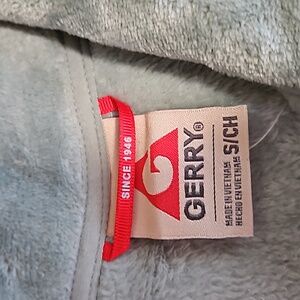 SINCE 1946
GERRY®
S/CH
MADE IN VIETNAM
HECHO EN VIETNAM